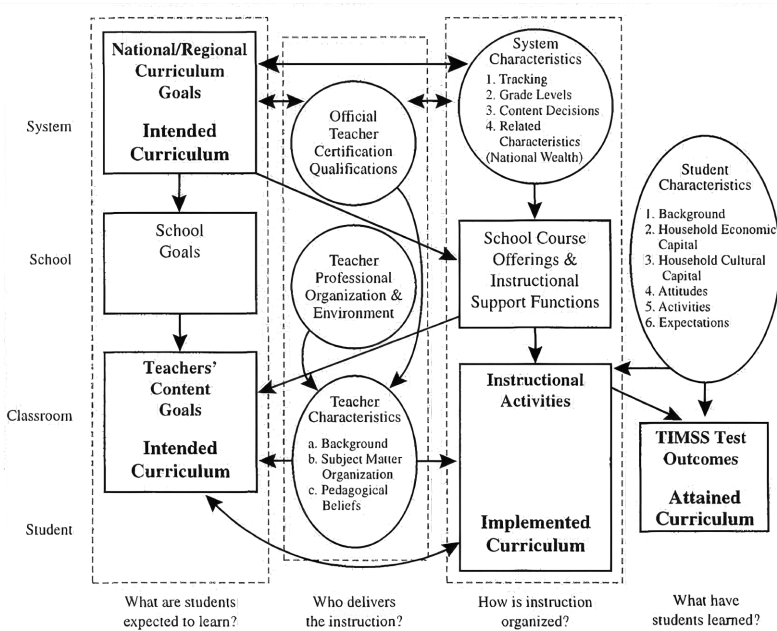 System
School
Classroom
Student
National/Regional
Curriculum
Goals
Intended
Curriculum
School
Goals
Teachers'
Content
Goals
Intended
Curriculum
What are students
expected to learn?
Official
Teacher
Certification
Qualifications
Teacher
Professional
Organization &
Environment
Teacher
Characteristics
a. Background
b. Subject Matter
Organization
c. Pedagogical
Beliefs
Who delivers
the instruction?
System
Characteristics
1. Tracking
2. Grade Levels
3. Content Decisions
4. Related
Characteristics
(National Wealth)
School Course
Offerings &
Instructional
Support Functions
Instructional
Activities
Implemented
Curriculum
How is instruction
organized?
Student
Characteristics
1. Background
2. Household Economic
Capital
3. Household Cultural
Capital
4. Attitudes
5. Activities
6. Expectations
TIMSS Test
Outcomes
Attained
Curriculum
What have
students learned?